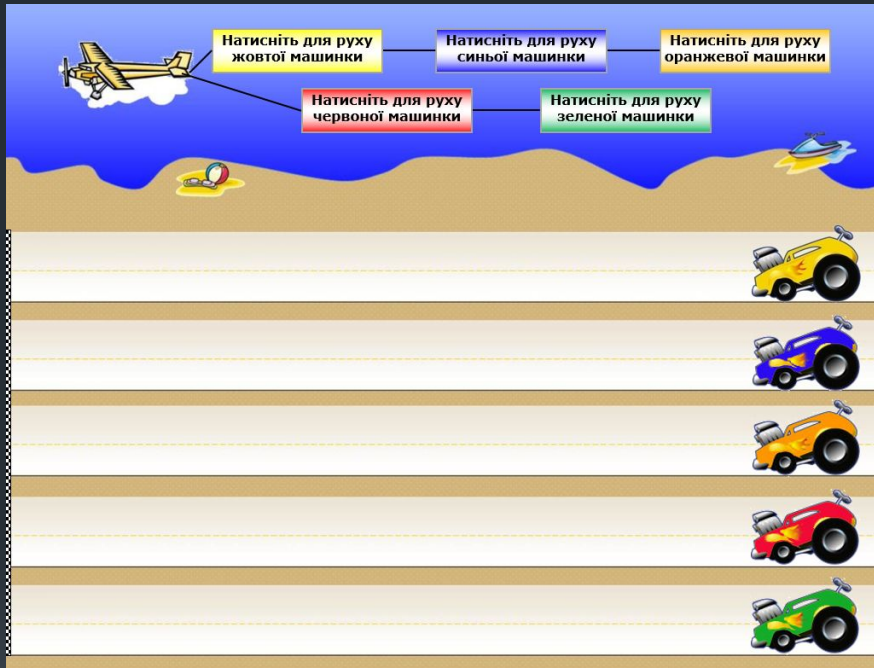 Натисніть для руху
жовтої машинки
Натисніть для руху
синьої машинки
Натисніть для руху
оранжевої машинки
Натисніть для руху
червоної машинки
Натисніть для руху
зеленої машинки